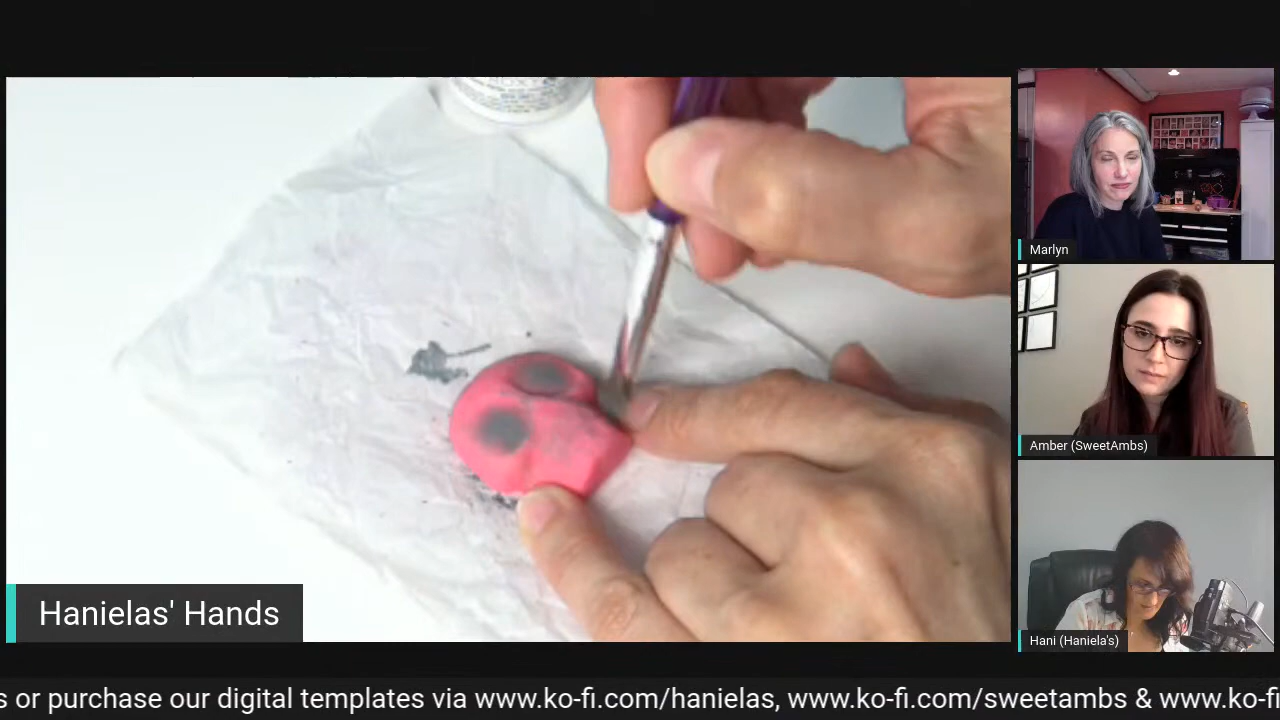 Hanielas' Hands
Marlyn
Amber (SweetAmbs)
Hani (Haniela's)
s or purchase our digital templates via www.ko-fi.com/hanielas, www.ko-fi.com/sweetambs & www.ko-fi